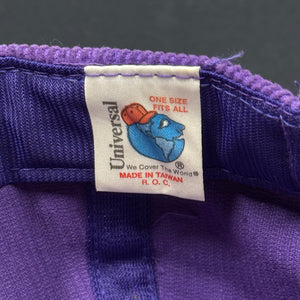 Universal
ONE SIZE
FITS ALL
®
We Cover The World®
MADE IN TAIWAN
R. O. C.